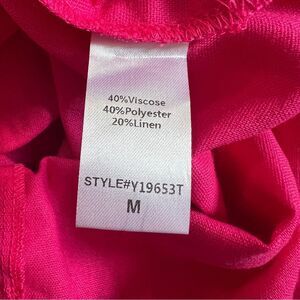 40%Viscose
40%Polyester
20%Linen
STYLE#Y19653T
M